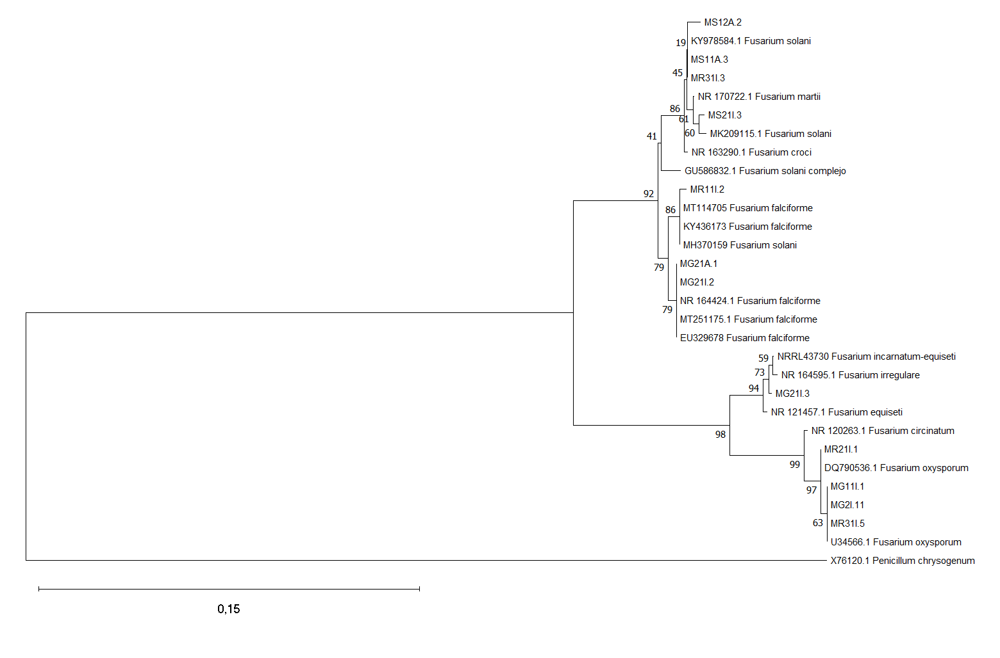 MS12A.2
19
KY978584.1 Fusarium solani
MS11A.3
45
MR31I.3
NR 170722.1 Fusarium martii
86
MS21I.3
61
60
MK209115.1 Fusarium solani
41
NR 163290.1 Fusarium croci
GU586832.1 Fusarium solani complejo
MR11I.2
92
86
MT114705 Fusarium falciforme
KY436173 Fusarium falciforme
MH370159 Fusarium solani
MG21A.1
79
MG21I.2
NR 164424.1 Fusarium falciforme
79
MT251175.1 Fusarium falciforme
EU329678 Fusarium falciforme
59
NRRL43730 Fusarium incarnatum-equiseti
73
NR 164595.1 Fusarium irregulare
94
MG21I.3
NR 121457.1 Fusarium equiseti
98
NR 120263.1 Fusarium circinatum
MR21I.1
99
DQ790536.1 Fusarium oxysporum
97
MG11I.1
MG2I.11
63
MR31I.5
U34566.1 Fusarium oxysporum
X76120.1 Penicillum chrysogenum
0,15